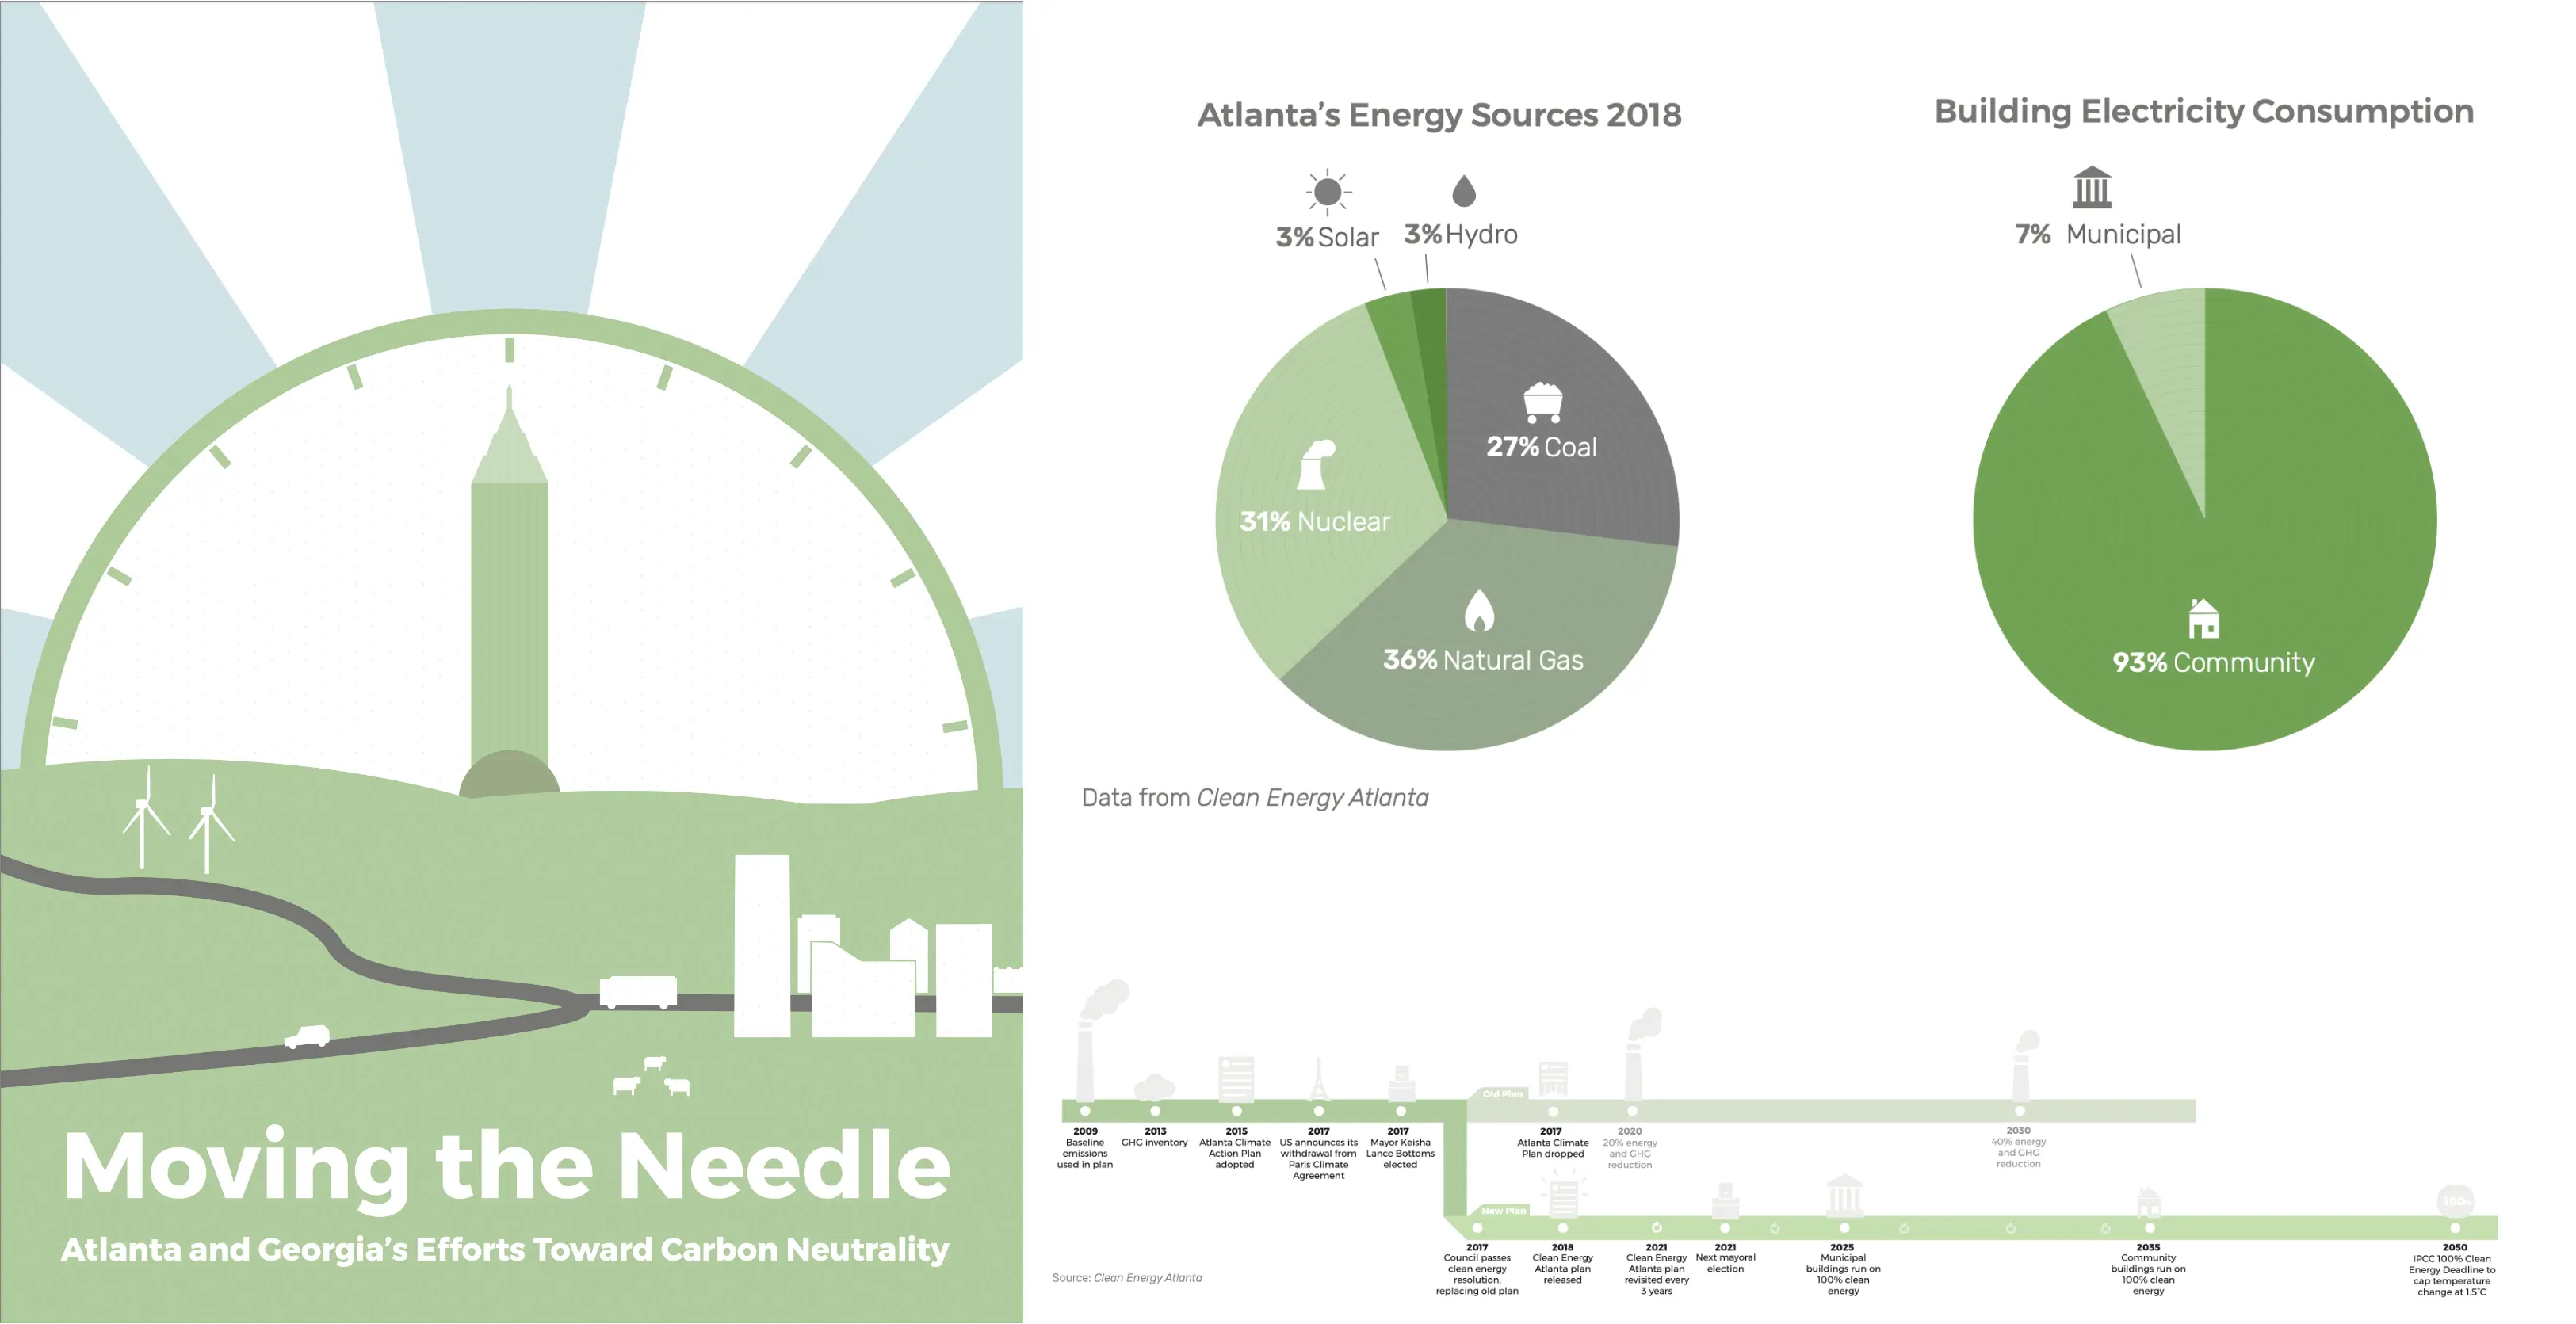 Moving the Needle
Atlanta and Georgia's Efforts Toward Carbon Neutrality
Atlanta's Energy Sources 2018
3% Solar
3% Hydro
27% Coal
31% Nuclear
36% Natural Gas
Data from Clean Energy Atlanta
Building Electricity Consumption
7% Municipal
93% Community
2009
Baseline
emissions
used in plan
2013
GHG inventory
2015
Atlanta Climate
Action Plan
adopted
2017
US announces its
withdrawal from
Paris Climate
Agreement
2017
Mayor Keisha
Lance Bottoms
elected
Old Plan
2017
Atlanta Climate
Plan dropped
2020
20% energy
and GHG
reduction
2030
40% energy
and GHG
reduction
New Plan
2017
Council passes
clean energy
resolution,
replacing old plan
2018
Clean Energy
Atlanta plan
released
2021
Clean Energy
Atlanta plan
revisited every
3 years
2021
Next mayoral
election
2025
Municipal
buildings run on
100% clean
energy
2035
Community
buildings run on
100% clean
energy
100%
2050
IPCC 100% Clean
Energy Deadline to
cap temperature
change at 1.5°C
Source: Clean Energy Atlanta